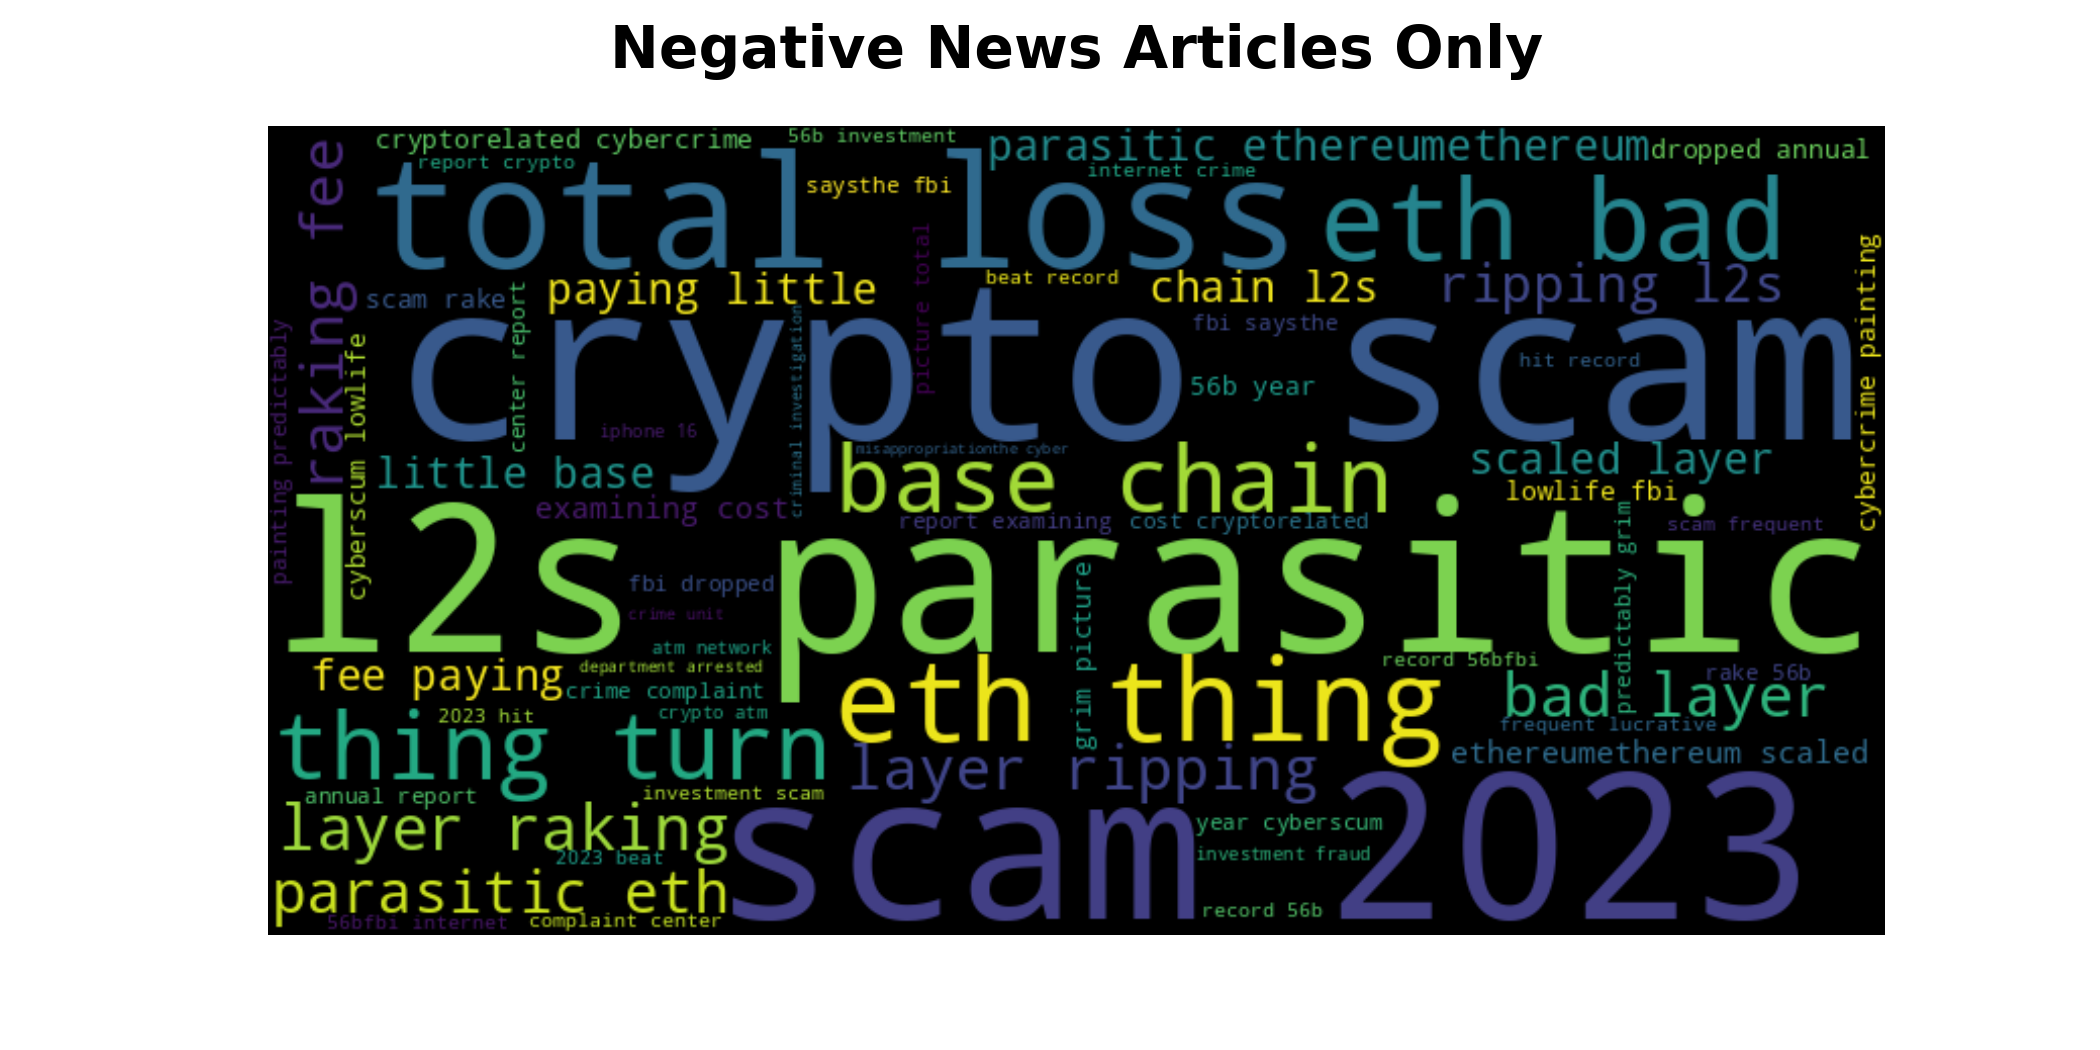 Negative News Articles Only
cryptorelated cybercrime
56b investment
parasitic ethereumethereum
dropped annual
report crypto
internet crime
saysthe fbi
total loss
eth bad
raking fee
picture total
cybercrime painting
paying little
beat record
chain l2s
ripping l2s
scam rake
center report
criminal investigation
painting predictably
cyberscum lowlife
fbi saysthe
crypto scam
hit record
56b year
iphone 16
misappropriationthe cyber
little base
base chain
scaled layer
lowlife fbi
examining cost
report examining
cost cryptorelated
scam frequent
predictably grim
l2s parasitic
fbi dropped
crime unit
grim picture
atm network
department arrested
record 56bfbi
rake 56b
fee paying
crime complaint
eth thing
bad layer
2023 hit
crypto atm
frequent lucrative
thing turn
ethereumethereum scaled
layer ripping
annual report
investment scam
layer raking
scam 2023
year cyberscum
2023 beat
investment fraud
parasitic eth
record 56b
56bfbi internet
complaint center